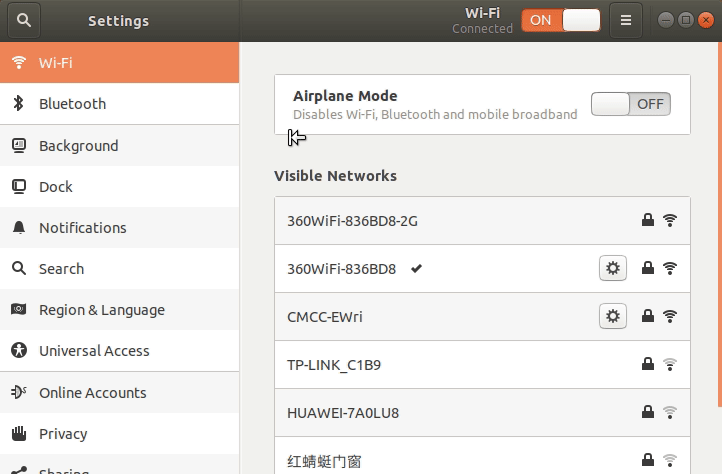 Settings
Wi-Fi
Connected
ON
Wi-Fi
Bluetooth
Background
Dock
Notifications
Search
Region & Language
Universal Access
Online Accounts
Privacy
Sharing
Airplane Mode
Disables Wi-Fi, Bluetooth and mobile broadband
OFF
Visible Networks
360WiFi-836BD8-2G
360WiFi-836BD8
CMCC-EWri
TP-LINK_C1B9
HUAWEI-7A0LU8
红蜻蜓门窗